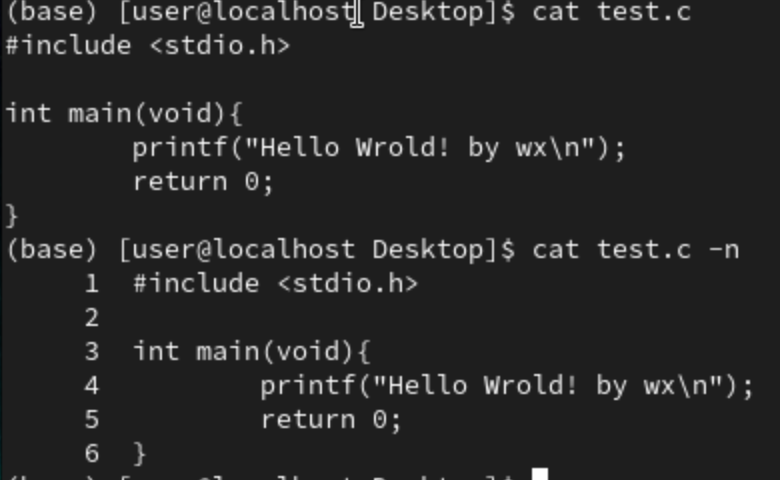 (base) [user@localhost Desktop]$ cat test.c
#include <stdio.h>
int main(void){
printf("Hello Wrold! by wx\n");
return 0;
}
(base) [user@localhost Desktop]$ cat test.c -n
1 #include <stdio.h>
2
3 int main(void){
4 printf("Hello Wrold! by wx\n");
5 return 0;
6 }